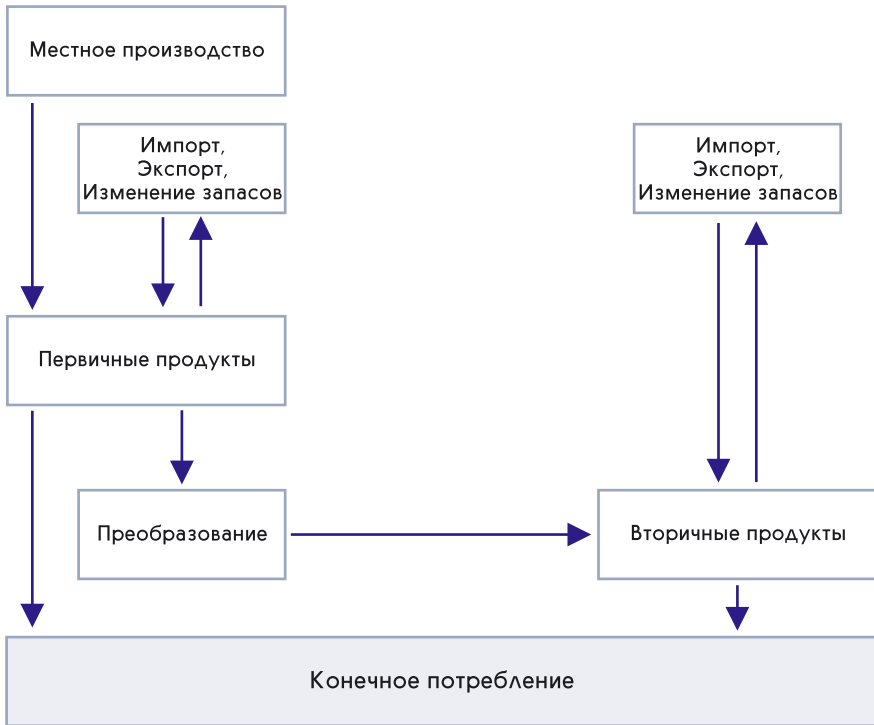 Местное производство
Импорт,
Экспорт,
Изменение запасов
Импорт,
Экспорт,
Изменение запасов
Первичные продукты
Преобразование
Вторичные продукты
Конечное потребление